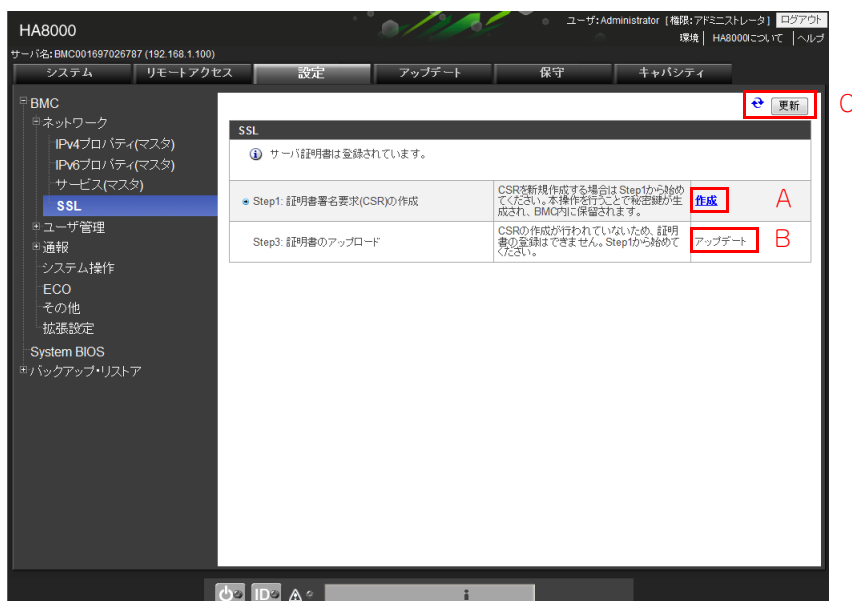 HA8000
ユーザ:Administrator [権限:アドミニストレータ] ログアウト
環境 | HA8000について | ヘルプ
サーバ名:BMC001697026787 (192.168.1.100)
システム リモートアクセス 設定 アップデート 保守 キャパシティ
BMC
ネットワーク
IPv4プロパティ(マスタ)
IPv6プロパティ(マスタ)
サービス(マスタ)
SSL
ユーザ管理
通報
システム操作
ECO
その他
拡張設定
System BIOS
バックアップ・リストア
更新
C
SSL
サーバ証明書は登録されています。
Step1: 証明書署名要求(CSR)の作成
CSRを新規作成する場合はStep1から始め
てください。本操作を行うことで秘密鍵が生
成され、BMC内に保留されます。
作成
A
Step3: 証明書のアップロード
CSRの作成が行われていないため、証明
書の登録はできません。Step1から始めて
ください。
アップデート
B
ID